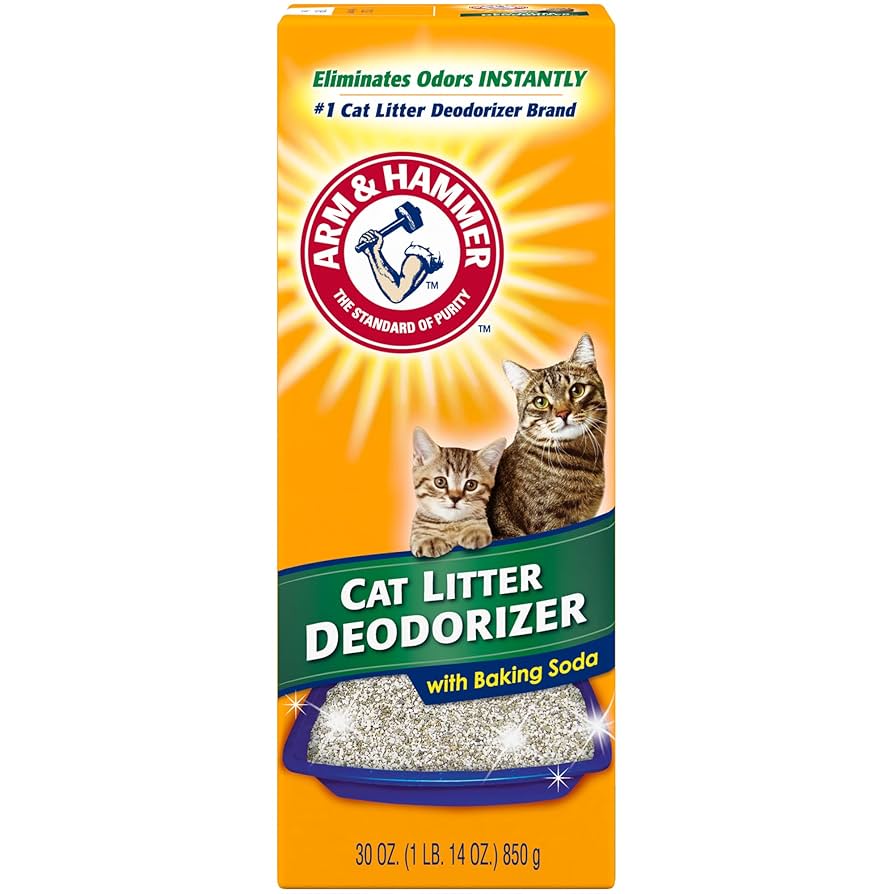 Eliminates Odors INSTANTLY
#1 Cat Litter Deodorizer Brand
ARM & HAMMER
THE STANDARD OF PURITY
TM
TM
CAT LITTER
DEODORIZER
with Baking Soda
30 OZ. (1 LB. 14 OZ.) 850 g